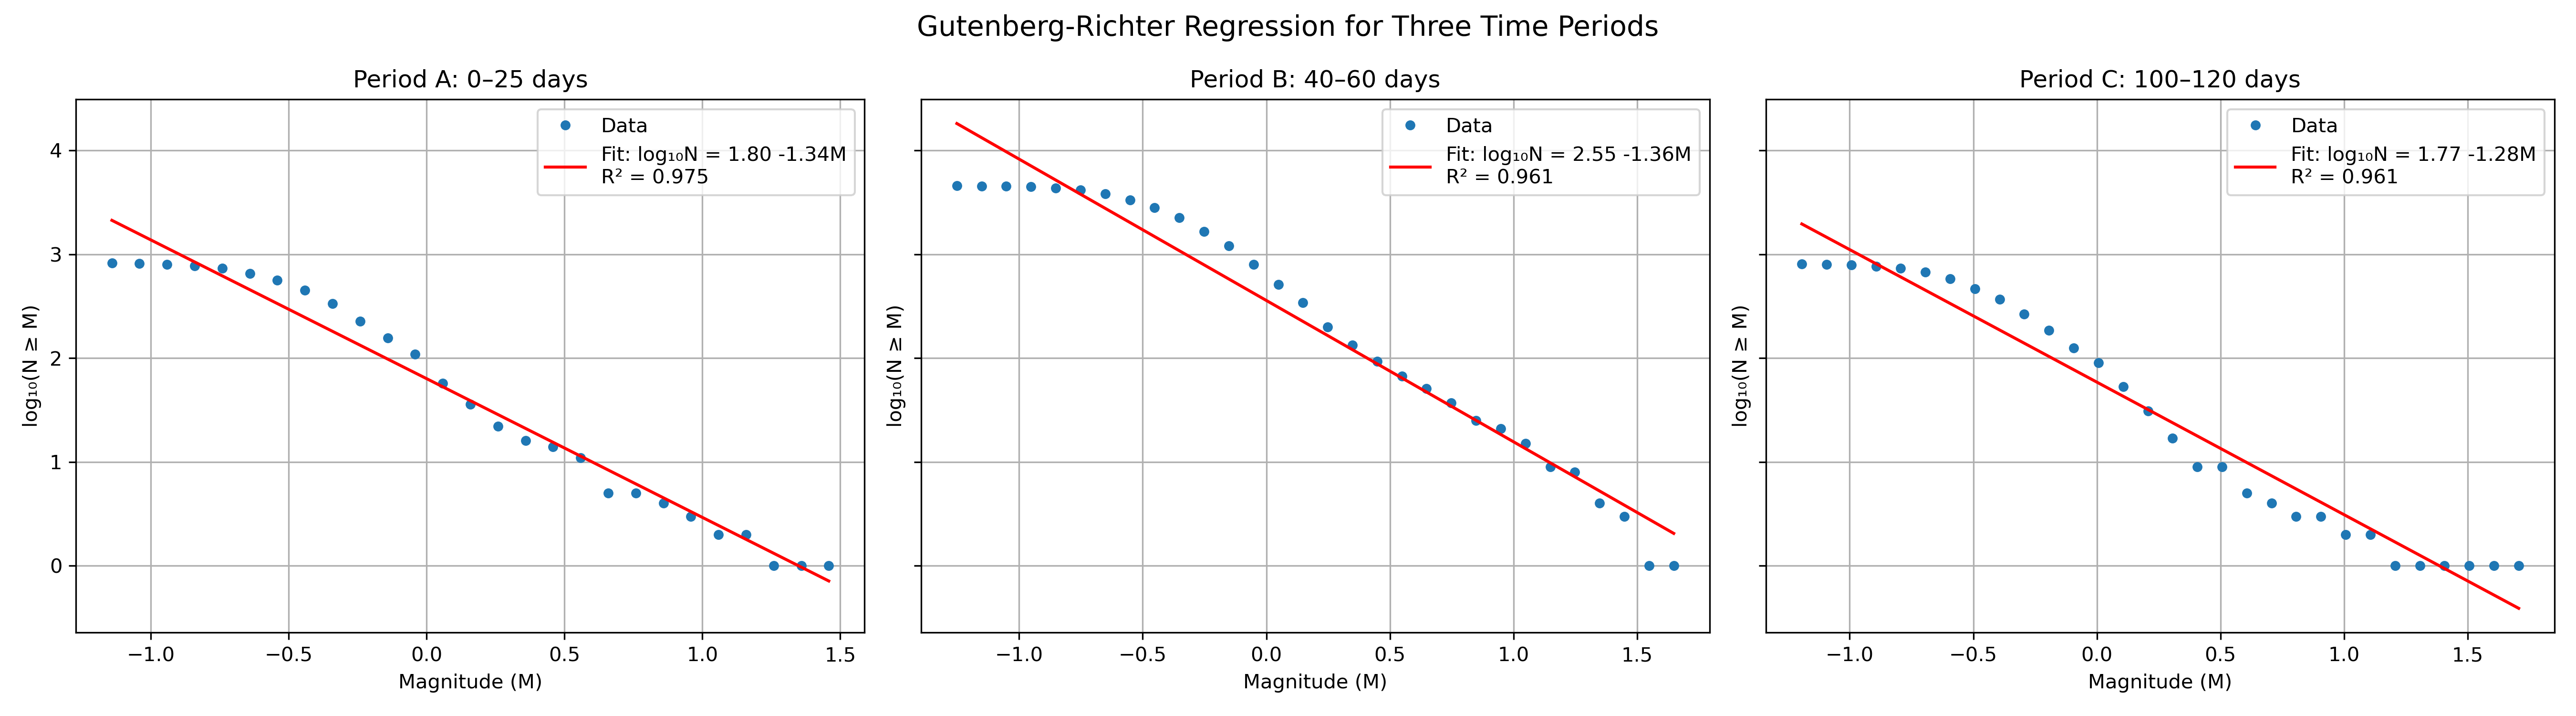 Gutenberg-Richter Regression for Three Time Periods
Period A: 0–25 days
Data
Fit: log₁₀N = 1.80 -1.34M
R² = 0.975
4
3
2
1
0
log₁₀(N ≥ M)
−1.0 −0.5 0.0 0.5 1.0 1.5
Magnitude (M)
Period B: 40–60 days
Data
Fit: log₁₀N = 2.55 -1.36M
R² = 0.961
log₁₀(N ≥ M)
−1.0 −0.5 0.0 0.5 1.0 1.5
Magnitude (M)
Period C: 100–120 days
Data
Fit: log₁₀N = 1.77 -1.28M
R² = 0.961
log₁₀(N ≥ M)
−1.0 −0.5 0.0 0.5 1.0 1.5
Magnitude (M)